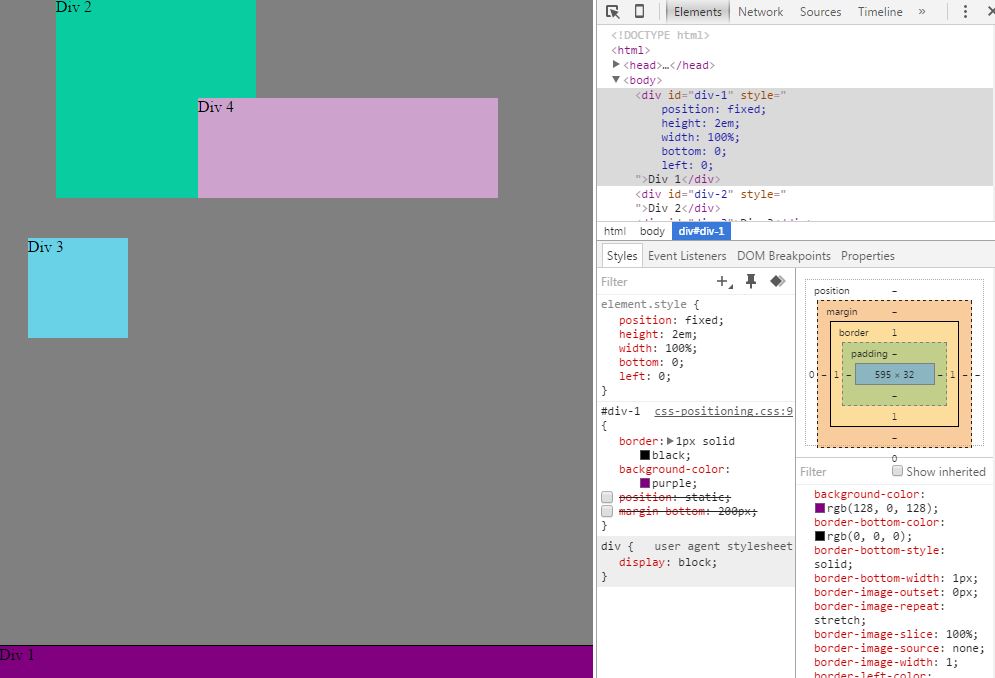 Div 2
Div 4
Div 3
Div 1
Elements Network Sources Timeline »
<!DOCTYPE html>
<html>
<head>…</head>
<body>
<div id="div-1" style="
position: fixed;
height: 2em;
width: 100%;
bottom: 0;
left: 0;
">Div 1</div>
<div id="div-2" style="
">Div 2</div>
html body div#div-1
Styles Event Listeners DOM Breakpoints Properties
Filter
element.style {
position: fixed;
height: 2em;
width: 100%;
bottom: 0;
left: 0;
}
#div-1 css-positioning.css:9
{
border: 1px solid
black;
background-color:
purple;
position: static;
margin-bottom: 200px;
}
div { user agent stylesheet
display: block;
}
position –
margin –
border 1
padding –
0 – 1 – 595 × 32 – 1 – –
–
1
–
0
Filter Show inherited
background-color:
rgb(128, 0, 128);
border-bottom-color:
rgb(0, 0, 0);
border-bottom-style:
solid;
border-bottom-width: 1px;
border-image-outset: 0px;
border-image-repeat:
stretch;
border-image-slice: 100%;
border-image-source: none;
border-image-width: 1;
border-left-color: